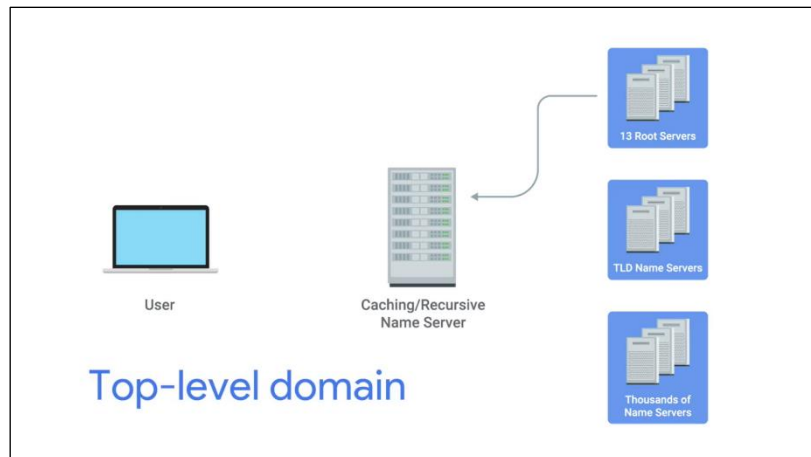 13 Root Servers
TLD Name Servers
User
Caching/Recursive
Name Server
Top-level domain
Thousands of
Name Servers